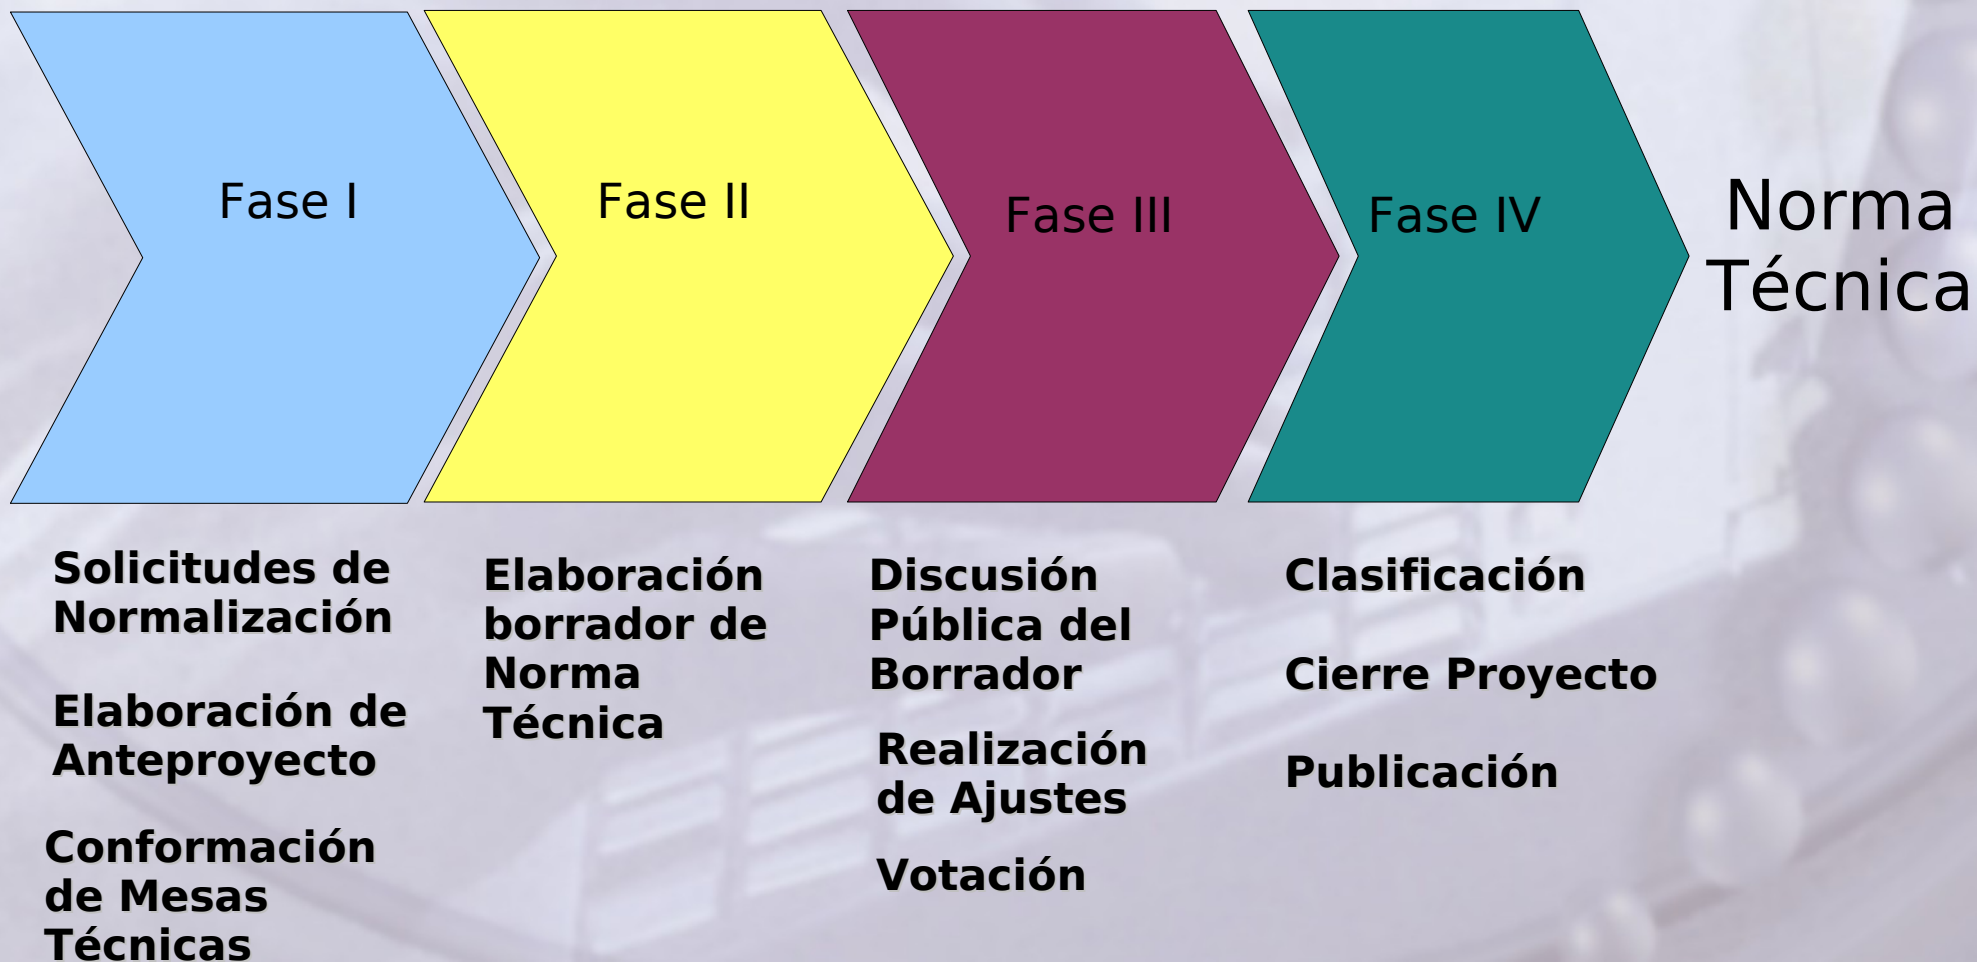 Fase I
Fase II
Fase III
Fase IV
Norma
Técnica
Solicitudes de
Normalización
Elaboración de
Anteproyecto
Conformación
de Mesas
Técnicas
Elaboración
borrador de
Norma
Técnica
Discusión
Pública del
Borrador
Realización
de Ajustes
Votación
Clasificación
Cierre Proyecto
Publicación